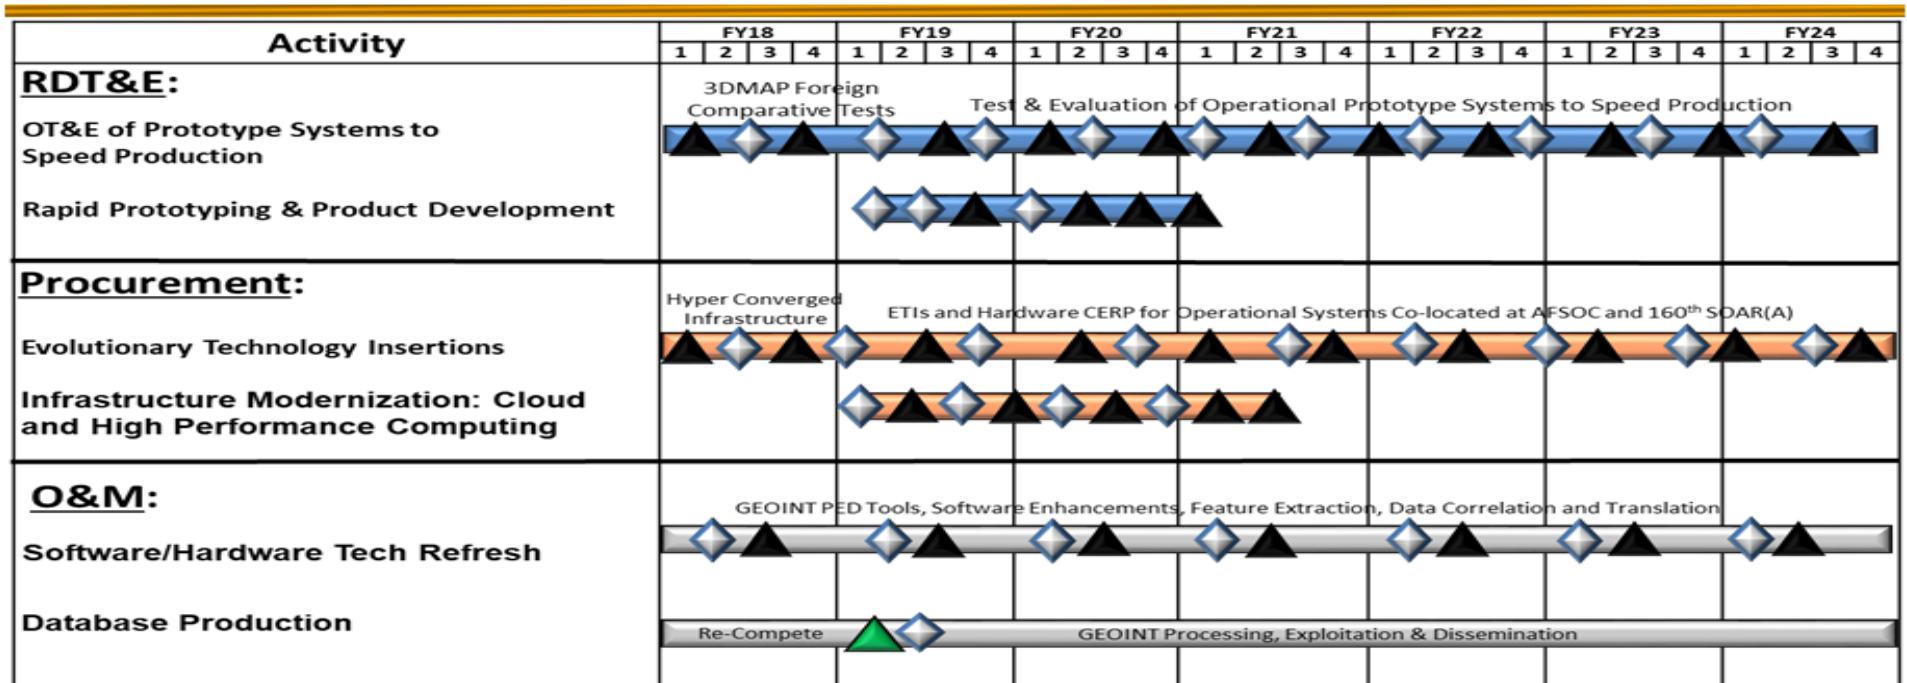 Activity
FY18 FY19 FY20 FY21 FY22 FY23 FY24
1 2 3 4 1 2 3 4 1 2 3 4 1 2 3 4 1 2 3 4 1 2 3 4 1 2 3 4
RDT&E:
3DMAP Foreign
Comparative Tests
Test & Evaluation of Operational Prototype Systems to Speed Production
OT&E of Prototype Systems to
Speed Production
Rapid Prototyping & Product Development
Procurement:
Hyper Converged
Infrastructure
ETIs and Hardware CERP for Operational Systems Co-located at AFSOC and 160th SOAR(A)
Evolutionary Technology Insertions
Infrastructure Modernization: Cloud
and High Performance Computing
O&M:
GEOINT PED Tools, Software Enhancements, Feature Extraction, Data Correlation and Translation
Software/Hardware Tech Refresh
Database Production
Re-Compete
GEOINT Processing, Exploitation & Dissemination